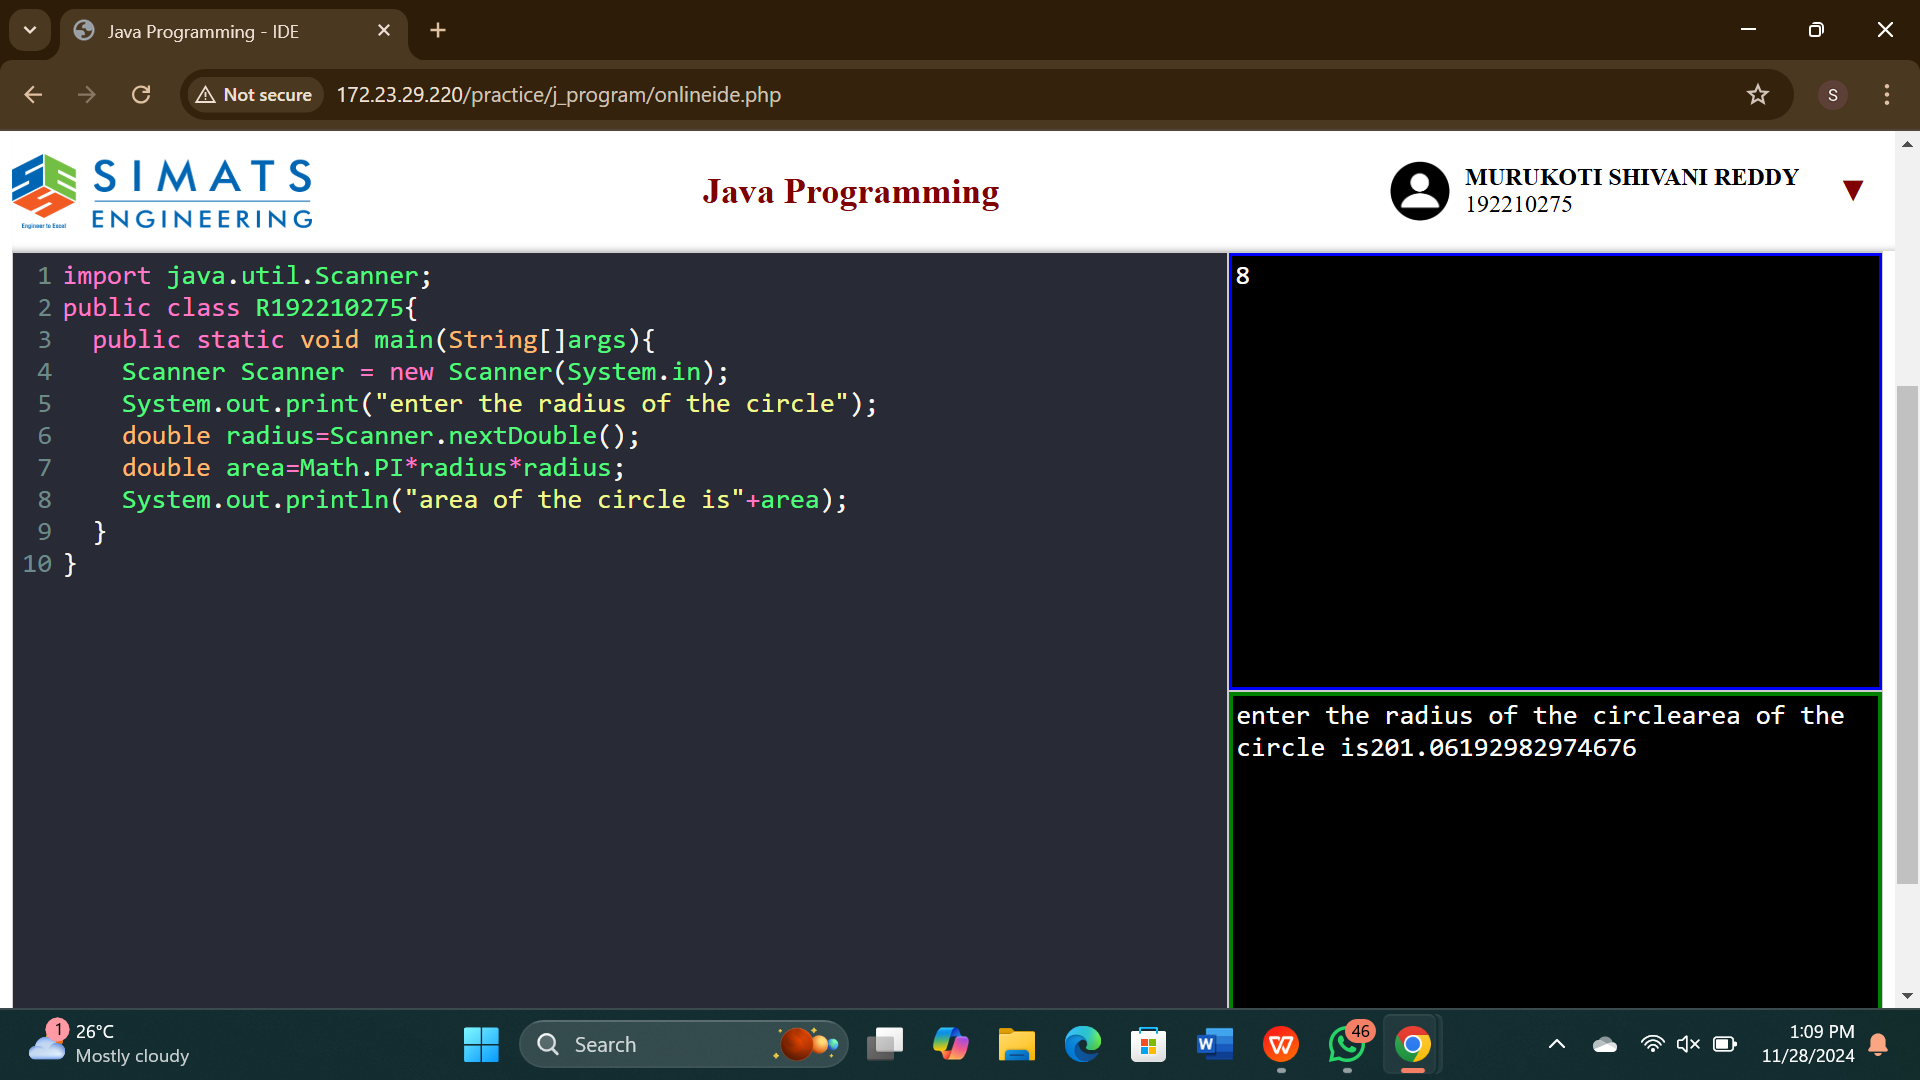 Java Programming - IDE
Not secure
172.23.29.220/practice/j_program/onlineide.php
S
SIMATS
ENGINEERING
Engineer to Excel
Java Programming
MURUKOTI SHIVANI REDDY
192210275
1 import java.util.Scanner;
2 public class R192210275{
3   public static void main(String[]args){
4     Scanner Scanner = new Scanner(System.in);
5     System.out.print("enter the radius of the circle");
6     double radius=Scanner.nextDouble();
7     double area=Math.PI*radius*radius;
8     System.out.println("area of the circle is"+area);
9   }
10 }
8
enter the radius of the circlearea of the
circle is201.06192982974676
1
26°C
Mostly cloudy
Search
W
W
46
1:09 PM
11/28/2024